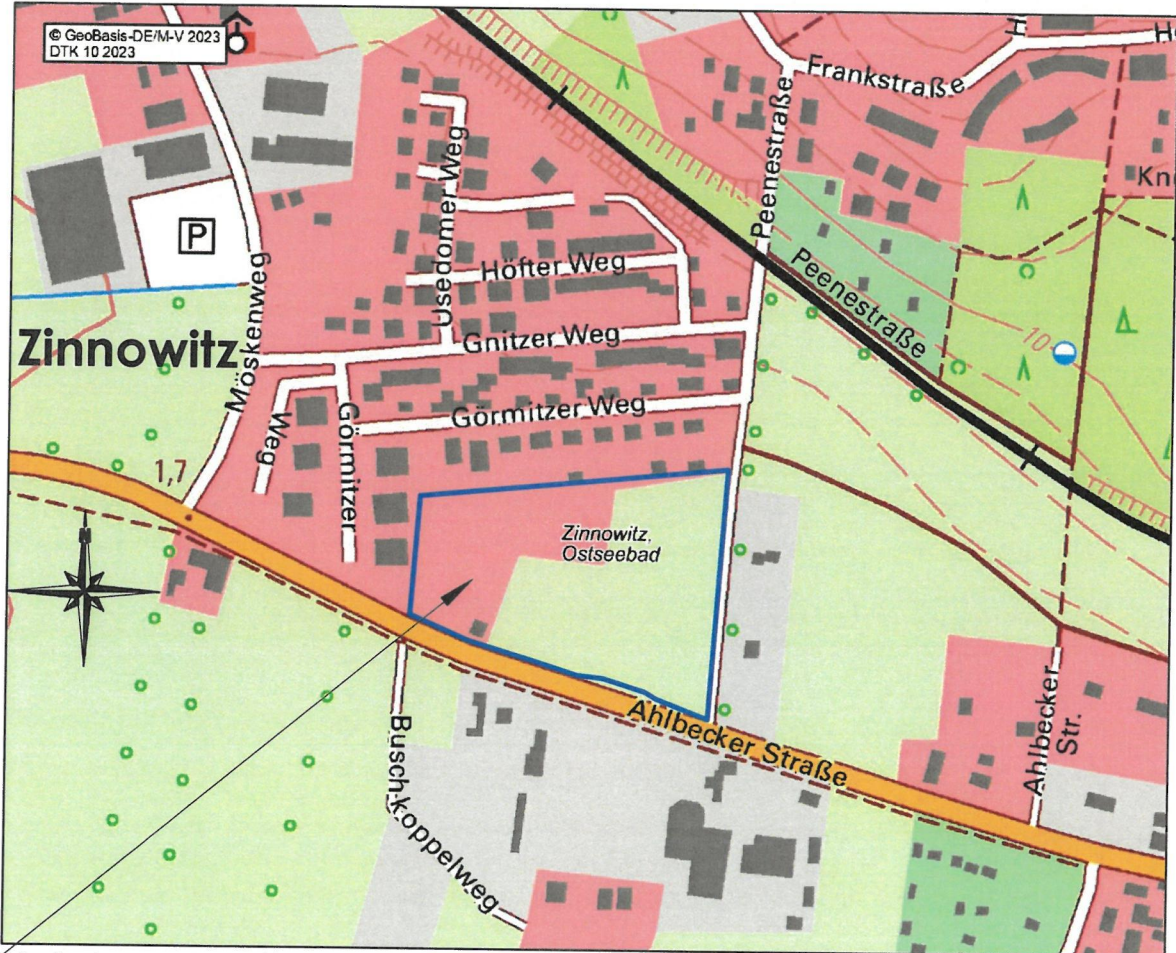 © GeoBasis-DE/M-V 2023
DTK 10 2023
Frankstraße
Peenestraße
Usedomer Weg
P
Höfter Weg
Peenestraße
Möskenweg
Gnitzer Weg
10
Zinnowitz
Görmitzer Weg
Weg
Görmitzer
1,7
Zinnowitz,
Ostseebad
Ahlbecker Straße
Ahlbecker
Str.
Buschkoppelweg